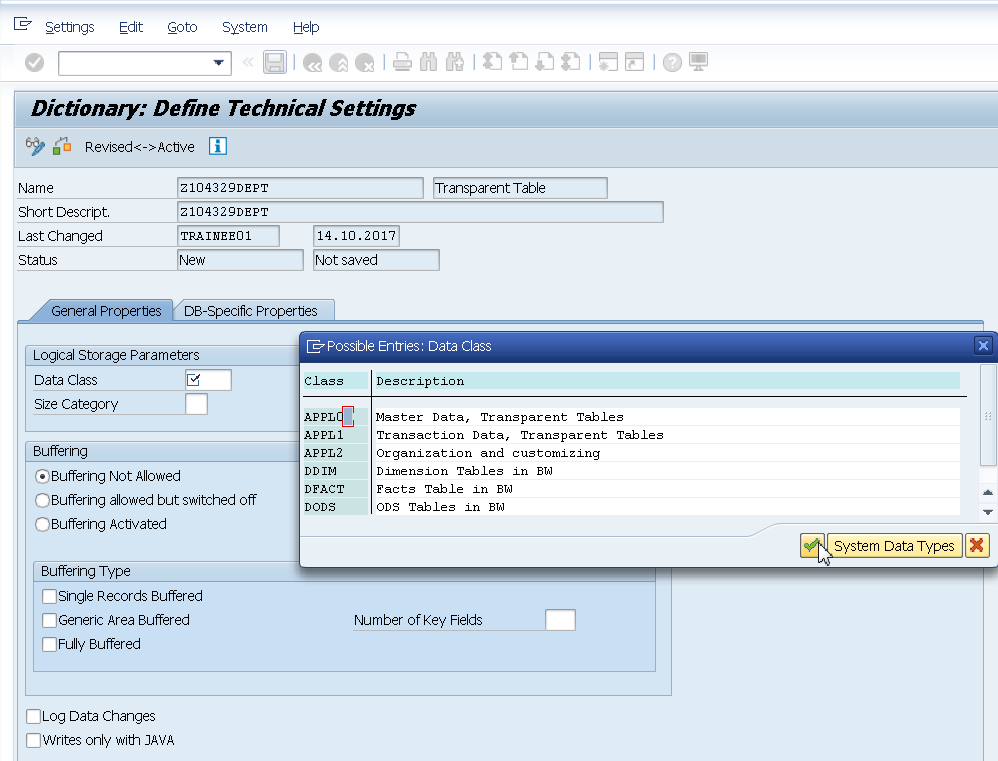 Settings Edit Goto System Help
Dictionary: Define Technical Settings
Revised<->Active
Name Z104329DEPT Transparent Table
Short Descript. Z104329DEPT
Last Changed TRAINEE01 14.10.2017
Status New Not saved
General Properties DB-Specific Properties
Logical Storage Parameters
Data Class
Size Category
Buffering
Buffering Not Allowed
Buffering allowed but switched off
Buffering Activated
Buffering Type
Single Records Buffered
Generic Area Buffered Number of Key Fields
Fully Buffered
Log Data Changes
Writes only with JAVA
Possible Entries: Data Class
Class Description
APPL0 Master Data, Transparent Tables
APPL1 Transaction Data, Transparent Tables
APPL2 Organization and customizing
DDIM Dimension Tables in BW
DFACT Facts Table in BW
DODS ODS Tables in BW
System Data Types